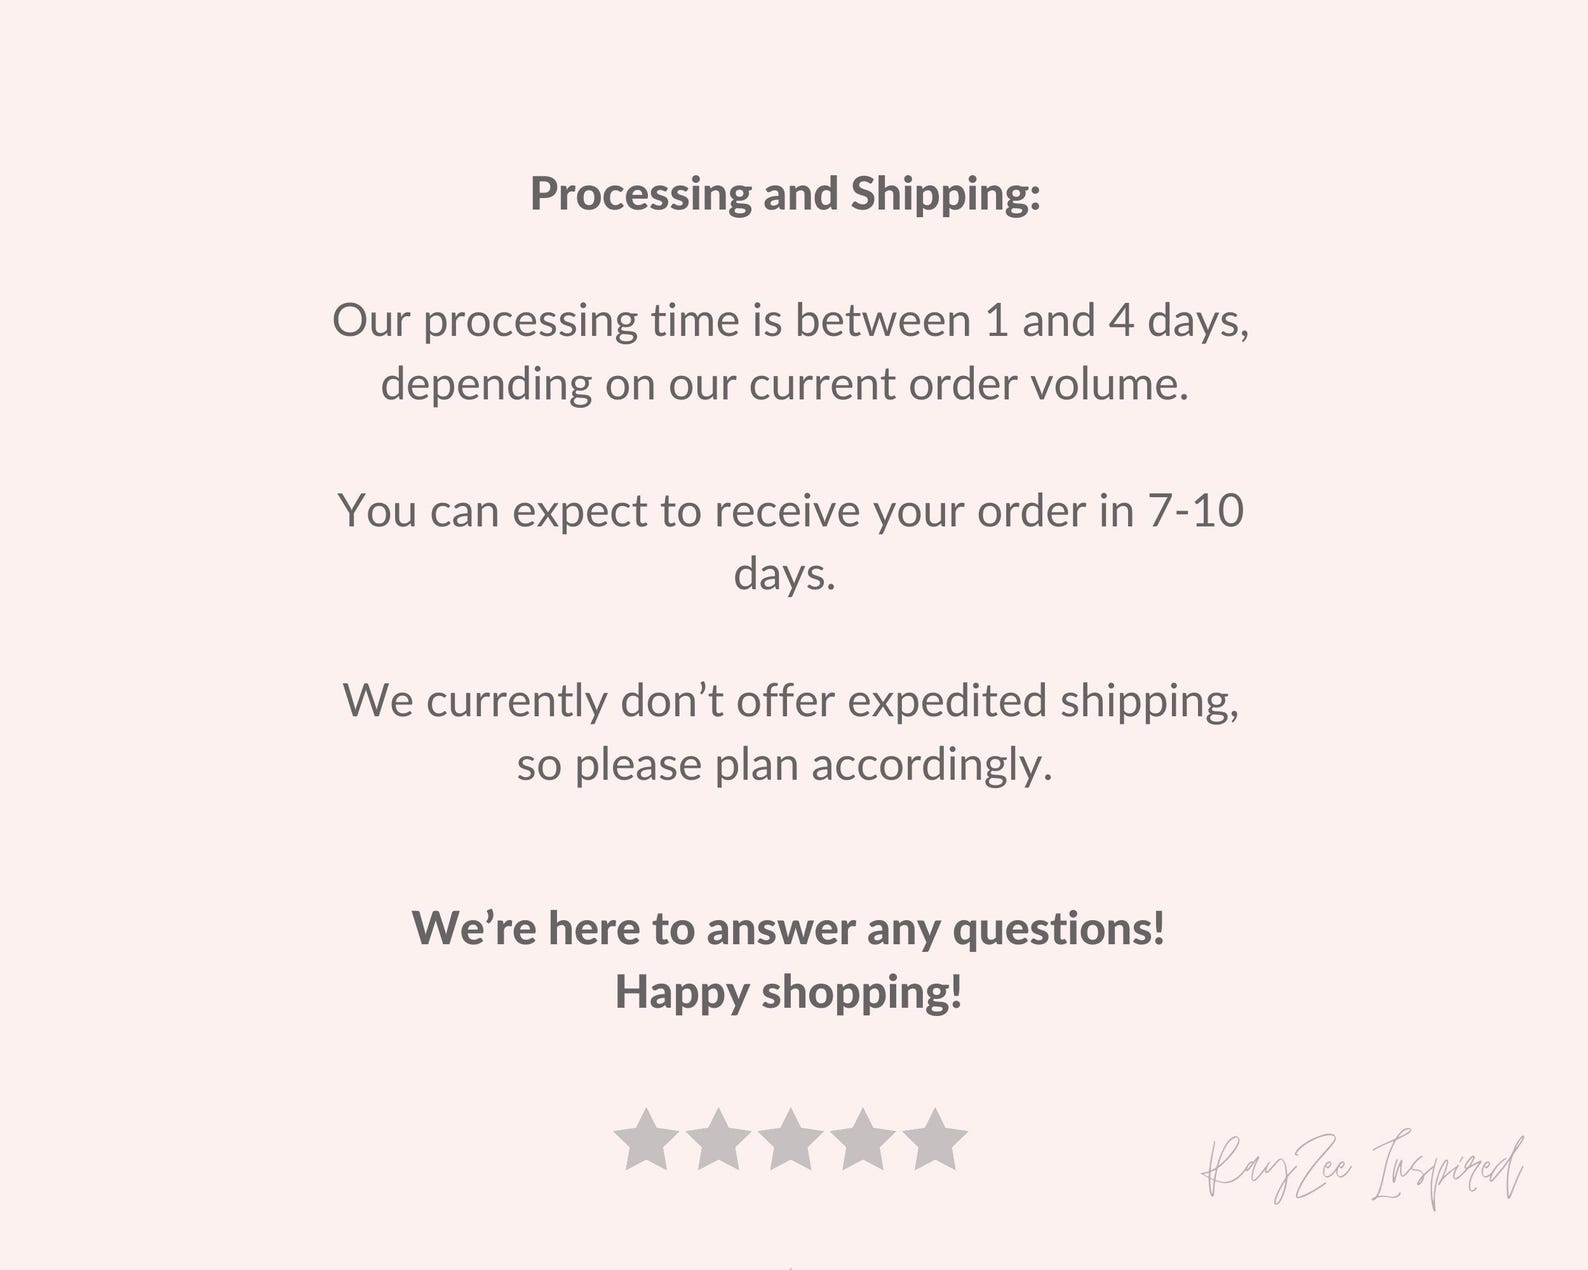 Processing and Shipping:
Our processing time is between 1 and 4 days,
depending on our current order volume.
You can expect to receive your order in 7-10
days.
We currently don’t offer expedited shipping,
so please plan accordingly.
We’re here to answer any questions!
Happy shopping!
RayZee Inspired